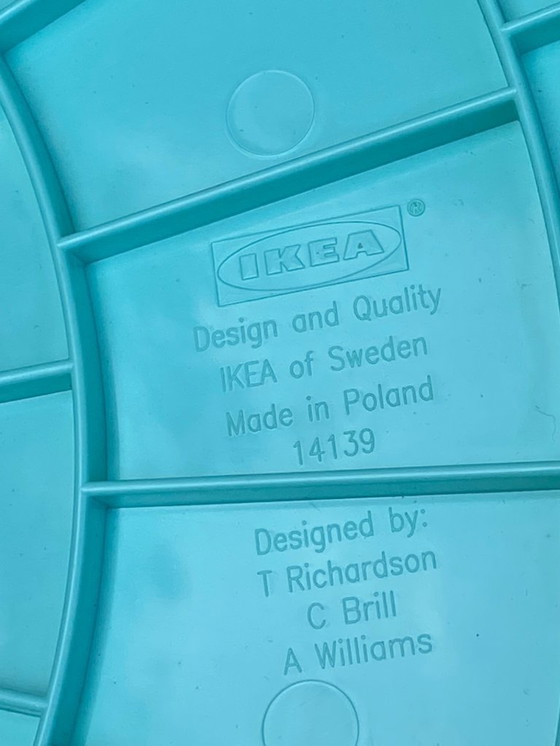 IKEA®
Design and Quality
IKEA of Sweden
Made in Poland
14139
Designed by:
T Richardson
C Brill
A Williams